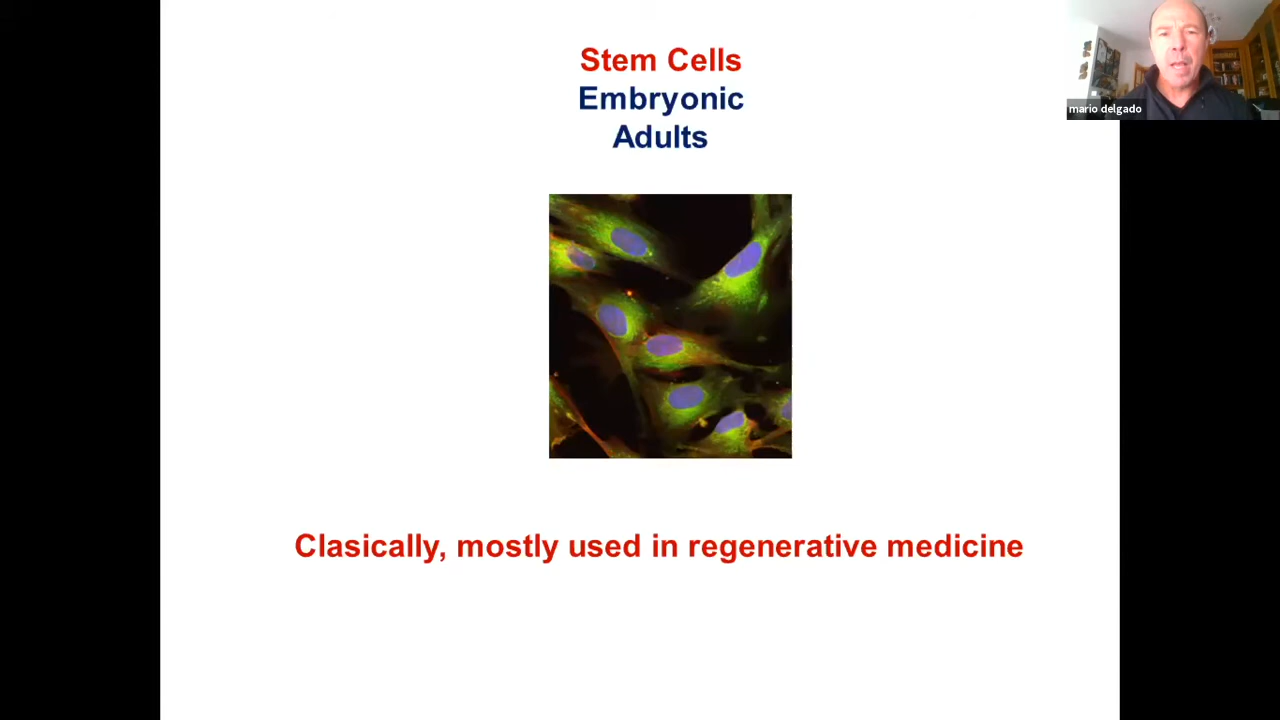 Stem Cells
Embryonic
Adults
mario delgado
Clasically, mostly used in regenerative medicine